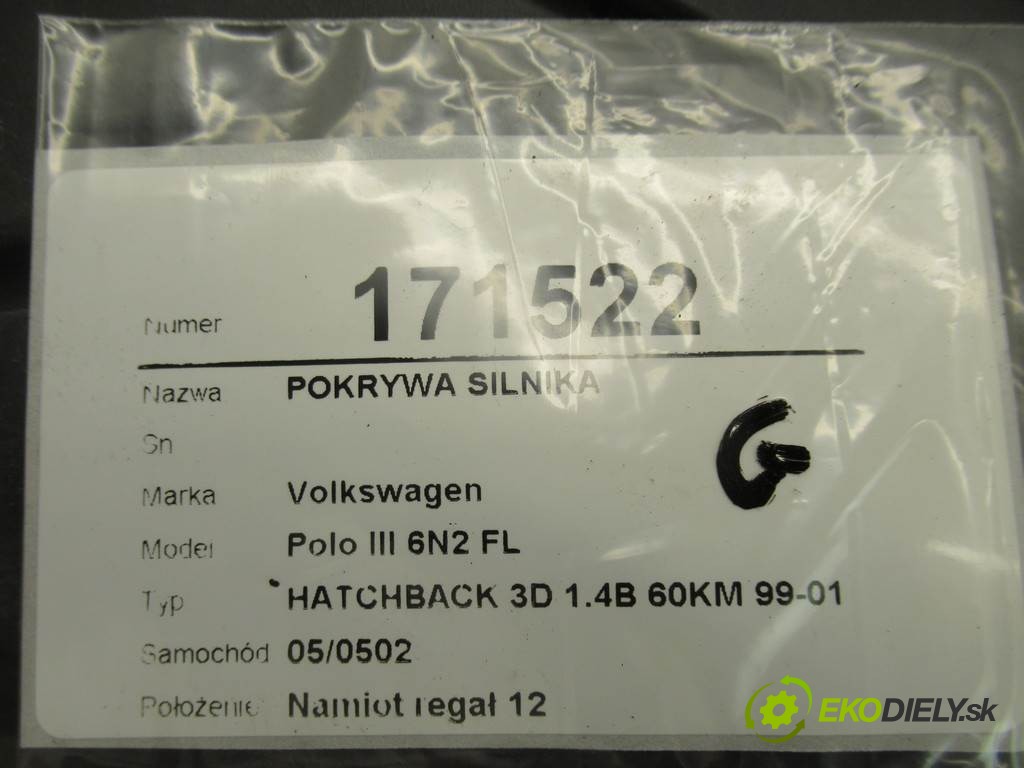 Numer 171522
Nazwa POKRYWA SILNIKA
Sn
G
Marka Volkswagen
Model Polo III 6N2 FL
Typ HATCHBACK 3D 1.4B 60KM 99-01
Samochód 05/0502
Położenie Namiot regał 12
EKODIELY.sk